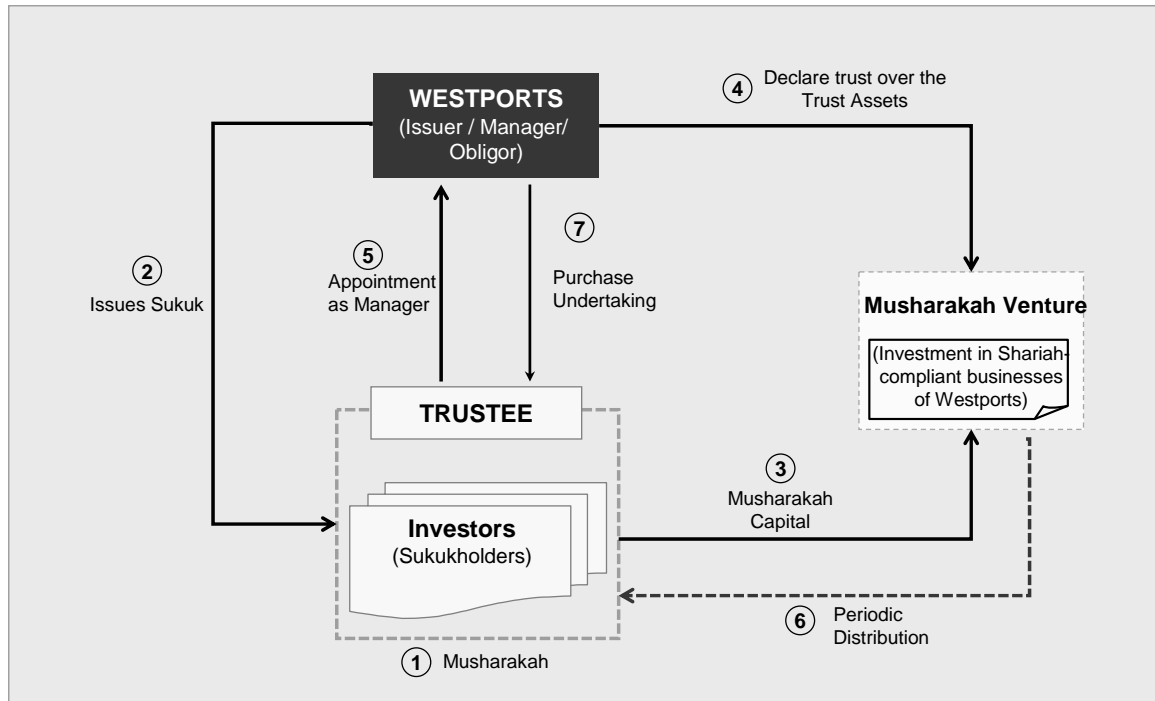 WESTPORTS
(Issuer / Manager/
Obligor)
4
Declare trust over the
Trust Assets
2
Issues Sukuk
5
Appointment
as Manager
7
Purchase
Undertaking
Musharakah Venture
(Investment in Shariah-
compliant businesses
of Westports)
TRUSTEE
Investors
(Sukukholders)
3
Musharakah
Capital
6
Periodic
Distribution
1
Musharakah